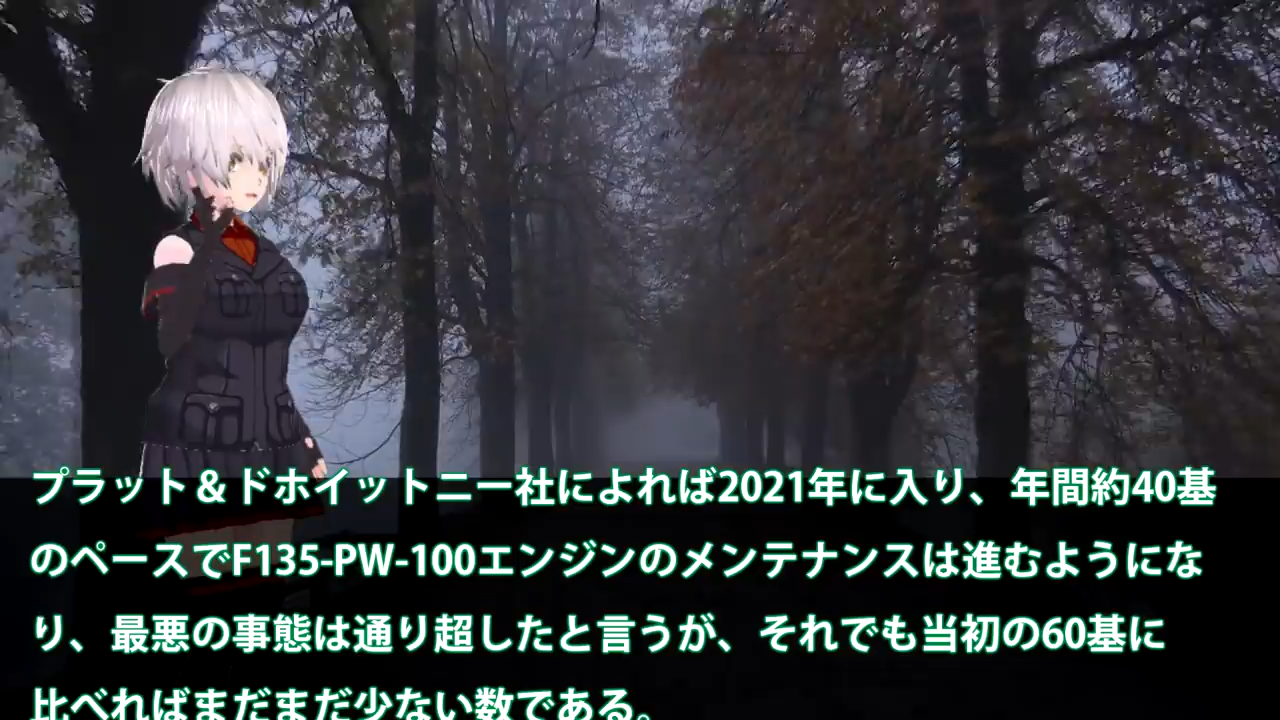 プラット＆ドホイットニー社によれば2021年に入り、年間約40基
のペースでF135-PW-100エンジンのメンテナンスは進むようにな
り、最悪の事態は通り超したと言うが、それでも当初の60基に
比べればまだまだ少ない数である。